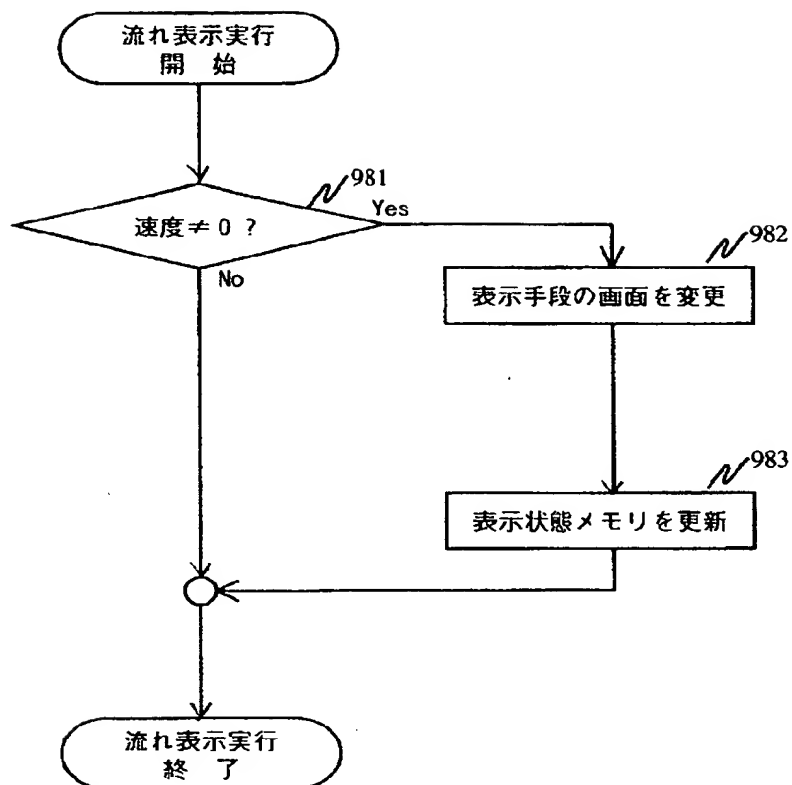 流れ表示実行
開　始
981
速度≠０？
Yes
No
982
表示手段の画面を変更
983
表示状態メモリを更新
流れ表示実行
終　了